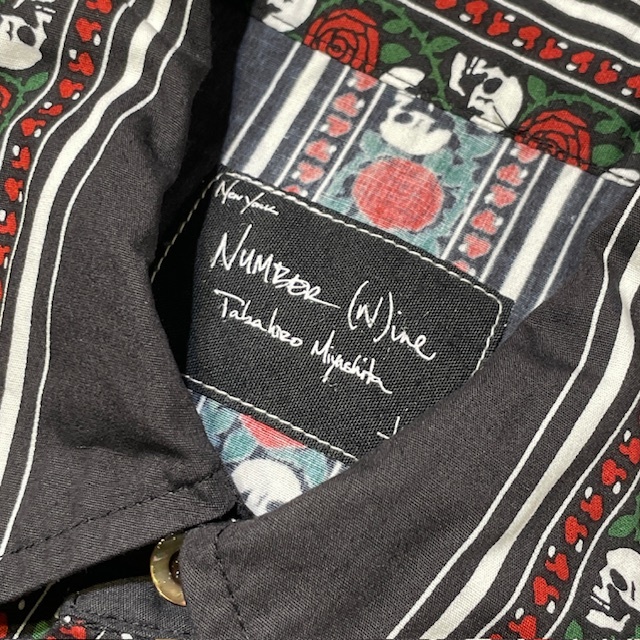 New York
NUMBER (N)ine
Takahiro Miyashita